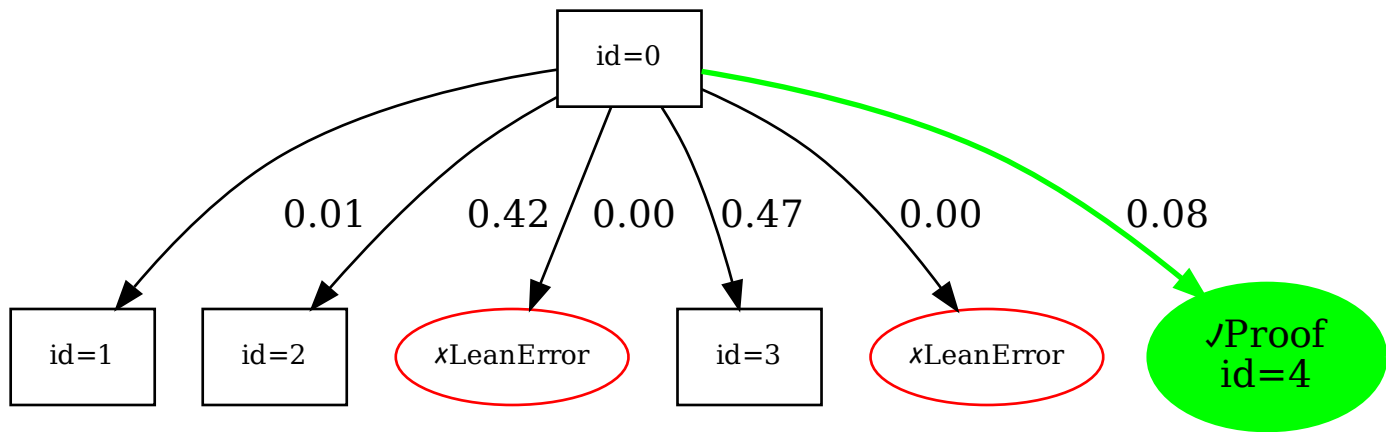 id=0
0.01
0.42
0.00
0.47
0.00
0.08
id=1
id=2
✗LeanError
id=3
✗LeanError
✓Proof
id=4